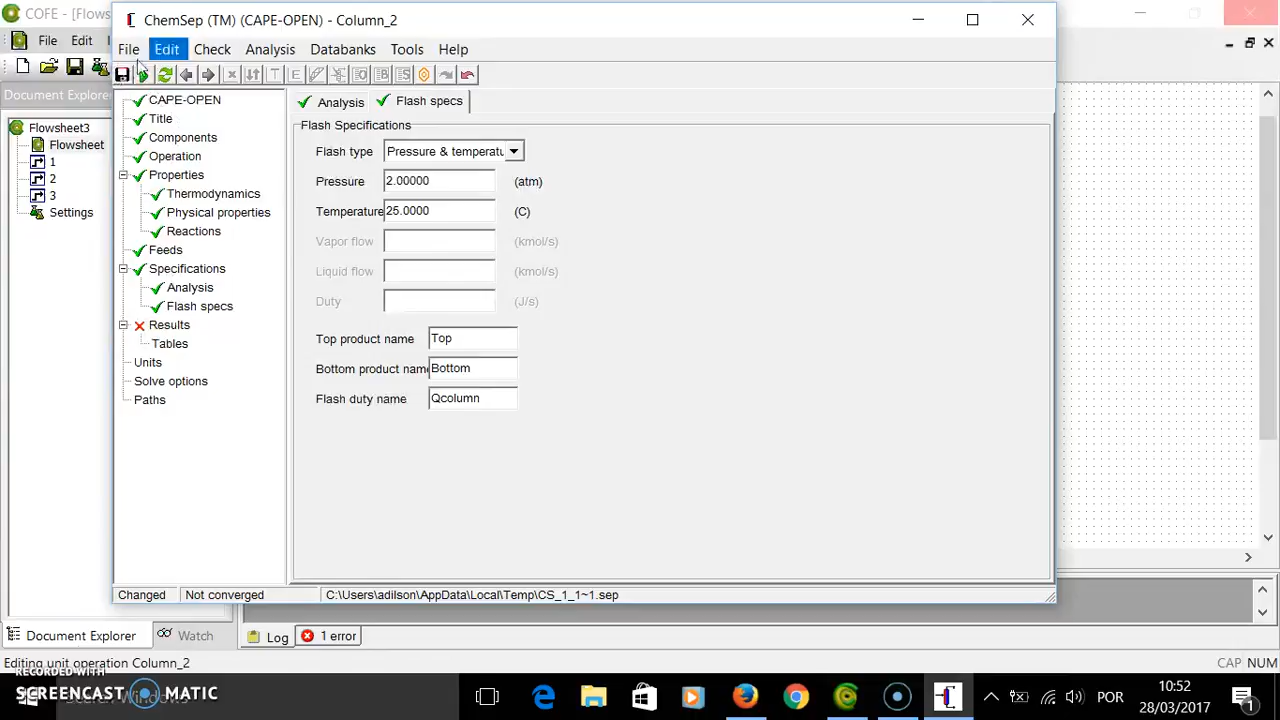 COFE - [Flowsh
ChemSep (TM) (CAPE-OPEN) - Column_2
File Edit
File Edit Check Analysis Databanks Tools Help
Document Explorer
Flowsheet3
Flowsheet
1
2
3
Settings
CAPE-OPEN
Title
Components
Operation
Properties
Thermodynamics
Physical properties
Reactions
Feeds
Specifications
Analysis
Flash specs
Results
Tables
Units
Solve options
Paths
Analysis Flash specs
Flash Specifications
Flash type Pressure & temperatu
Pressure 2.00000 (atm)
Temperature 25.0000 (C)
Vapor flow (kmol/s)
Liquid flow (kmol/s)
Duty (J/s)
Top product name Top
Bottom product name Bottom
Flash duty name Qcolumn
Changed Not converged C:\Users\adilson\AppData\Local\Temp\CS_1_1~1.sep
Document Explorer Watch Log 1 error
Editing unit operation Column_2 CAP NUM
RECORDED WITH
SCREENCAST MATIC
Windows
POR
10:52
28/03/2017
1